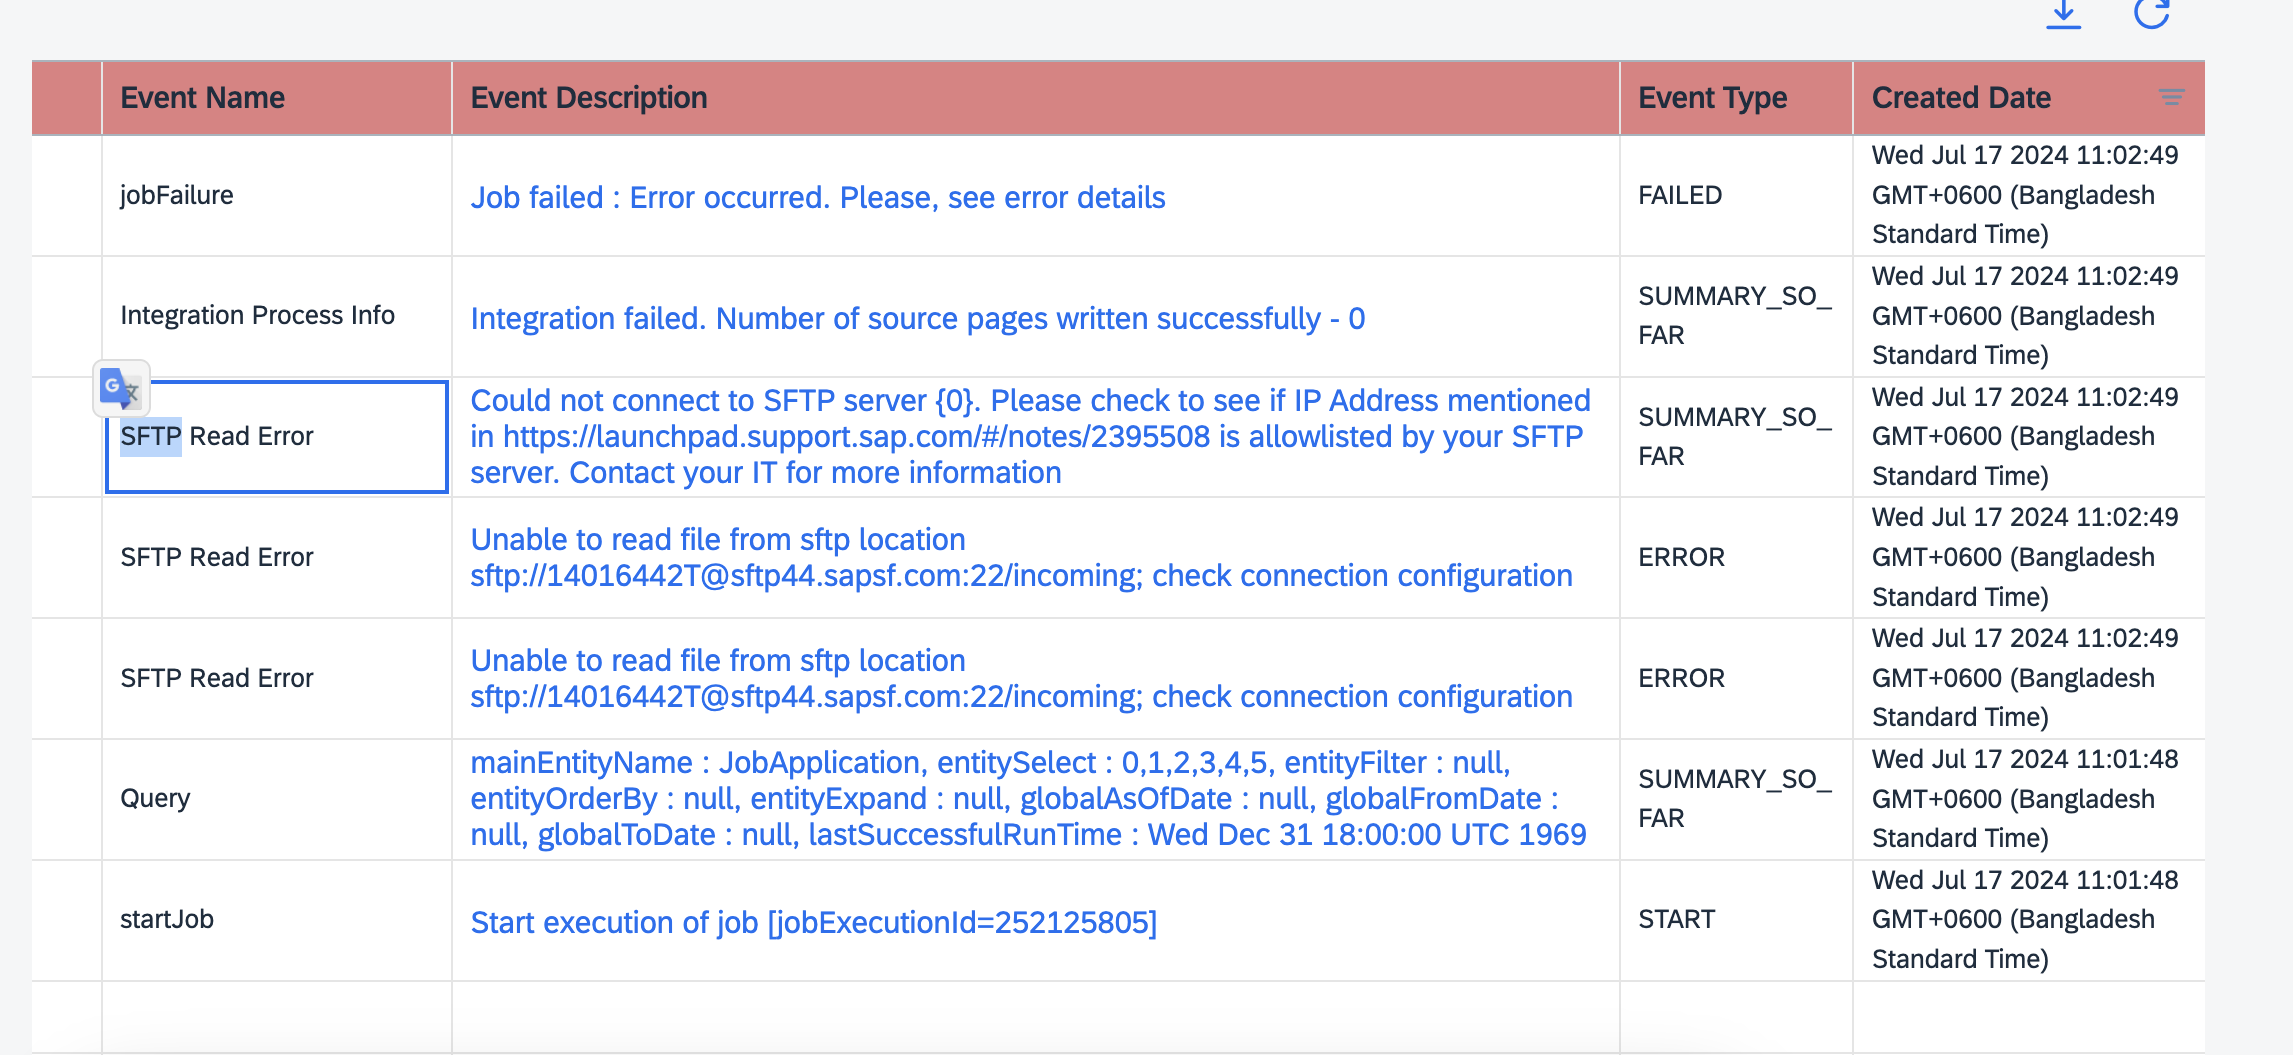 Event Name
Event Description
Event Type
Created Date
jobFailure
Job failed : Error occurred. Please, see error details
FAILED
Wed Jul 17 2024 11:02:49
GMT+0600 (Bangladesh
Standard Time)
Integration Process Info
Integration failed. Number of source pages written successfully - 0
SUMMARY_SO_
FAR
Wed Jul 17 2024 11:02:49
GMT+0600 (Bangladesh
Standard Time)
G 文
SFTP Read Error
Could not connect to SFTP server {0}. Please check to see if IP Address mentioned
in https://launchpad.support.sap.com/#/notes/2395508 is allowlisted by your SFTP
server. Contact your IT for more information
SUMMARY_SO_
FAR
Wed Jul 17 2024 11:02:49
GMT+0600 (Bangladesh
Standard Time)
SFTP Read Error
Unable to read file from sftp location
sftp://14016442T@sftp44.sapsf.com:22/incoming; check connection configuration
ERROR
Wed Jul 17 2024 11:02:49
GMT+0600 (Bangladesh
Standard Time)
SFTP Read Error
Unable to read file from sftp location
sftp://14016442T@sftp44.sapsf.com:22/incoming; check connection configuration
ERROR
Wed Jul 17 2024 11:02:49
GMT+0600 (Bangladesh
Standard Time)
Query
mainEntityName : JobApplication, entitySelect : 0,1,2,3,4,5, entityFilter : null,
entityOrderBy : null, entityExpand : null, globalAsOfDate : null, globalFromDate :
null, globalToDate : null, lastSuccessfulRunTime : Wed Dec 31 18:00:00 UTC 1969
SUMMARY_SO_
FAR
Wed Jul 17 2024 11:01:48
GMT+0600 (Bangladesh
Standard Time)
startJob
Start execution of job [jobExecutionId=252125805]
START
Wed Jul 17 2024 11:01:48
GMT+0600 (Bangladesh
Standard Time)